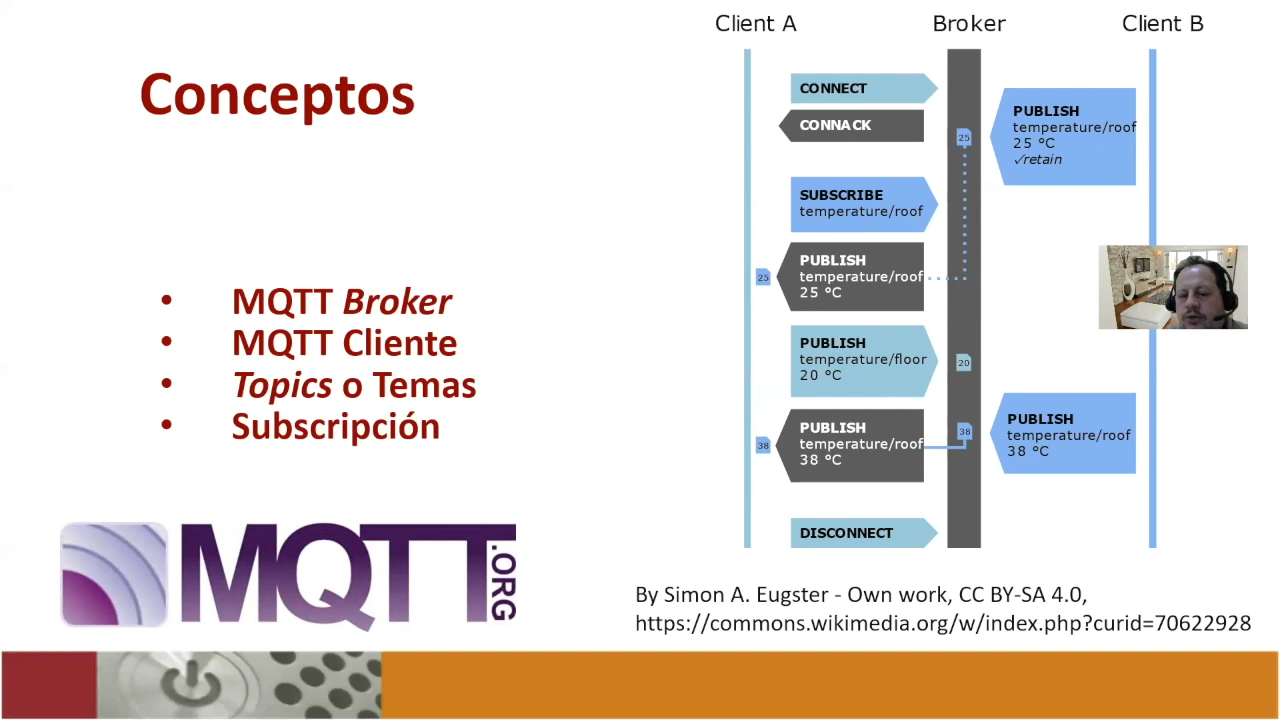 Conceptos
• MQTT Broker
• MQTT Cliente
• Topics o Temas
• Subscripción
MQTT.ORG
Client A
Broker
Client B
CONNECT
CONNACK
PUBLISH
temperature/roof
25 °C
✓retain
25
SUBSCRIBE
temperature/roof
PUBLISH
temperature/roof
25 °C
25
PUBLISH
temperature/floor
20 °C
20
PUBLISH
temperature/roof
38 °C
38
38
PUBLISH
temperature/roof
38 °C
DISCONNECT
By Simon A. Eugster - Own work, CC BY-SA 4.0,
https://commons.wikimedia.org/w/index.php?curid=70622928